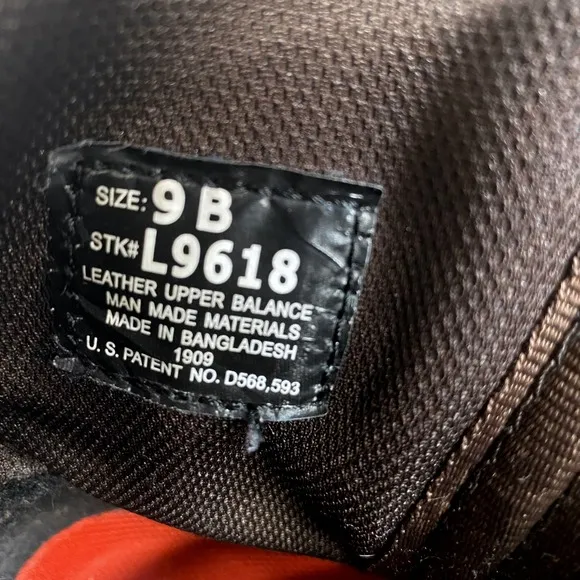 SIZE: 9 B
STK# L9618
LEATHER UPPER BALANCE
MAN MADE MATERIALS
MADE IN BANGLADESH
1909
U. S. PATENT NO. D568,593